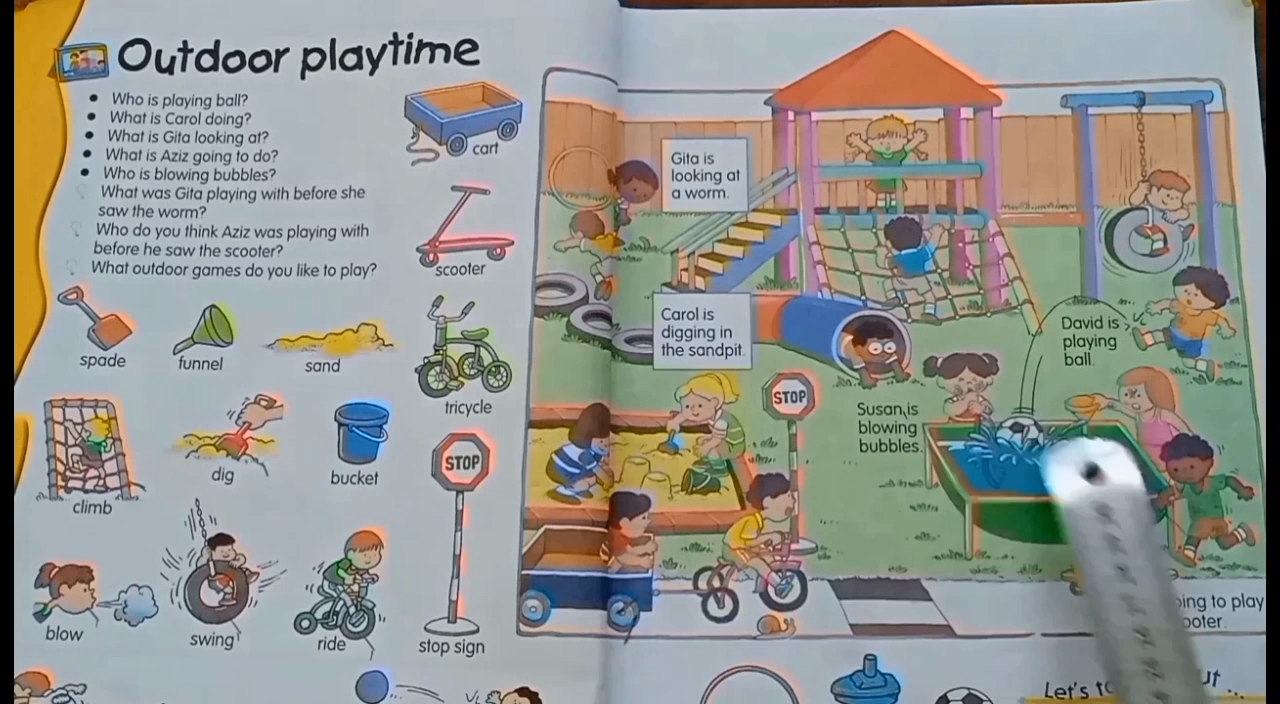 Outdoor playtime
• Who is playing ball?
• What is Carol doing?
• What is Gita looking at?
• What is Aziz going to do?
• Who is blowing bubbles?
What was Gita playing with before she
saw the worm?
Who do you think Aziz was playing with
before he saw the scooter?
What outdoor games do you like to play?
cart
scooter
spade
funnel
sand
tricycle
climb
dig
bucket
STOP
blow
swing
ride
stop sign
Gita is
looking at
a worm.
Carol is
digging in
the sandpit.
David is
playing
ball.
STOP
Susan is
blowing
bubbles.
to play
Let's